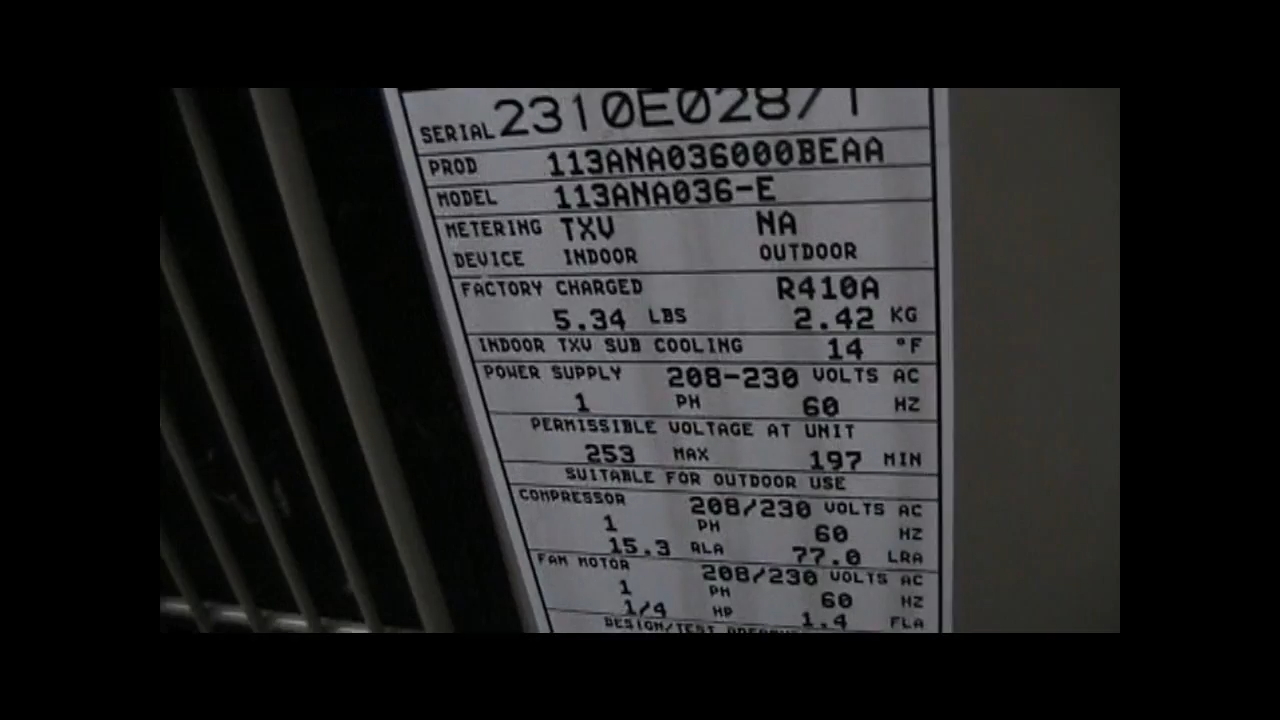 SERIAL 2310E02871
PROD 113ANA036000BEAA
MODEL 113ANA036-E
METERING TXV NA
DEVICE INDOOR OUTDOOR
FACTORY CHARGED R410A
5.34 LBS 2.42 KG
INDOOR TXV SUB COOLING 14 °F
POWER SUPPLY 208-230 VOLTS AC
1 PH 60 HZ
PERMISSIBLE VOLTAGE AT UNIT
253 MAX 197 MIN
SUITABLE FOR OUTDOOR USE
COMPRESSOR 208/230 VOLTS AC
1 PH 60 HZ
15.3 RLA 77.0 LRA
FAN MOTOR 208/230 VOLTS AC
1 PH 60 HZ
1/4 HP 1.4 FLA
DESIGN/TEST